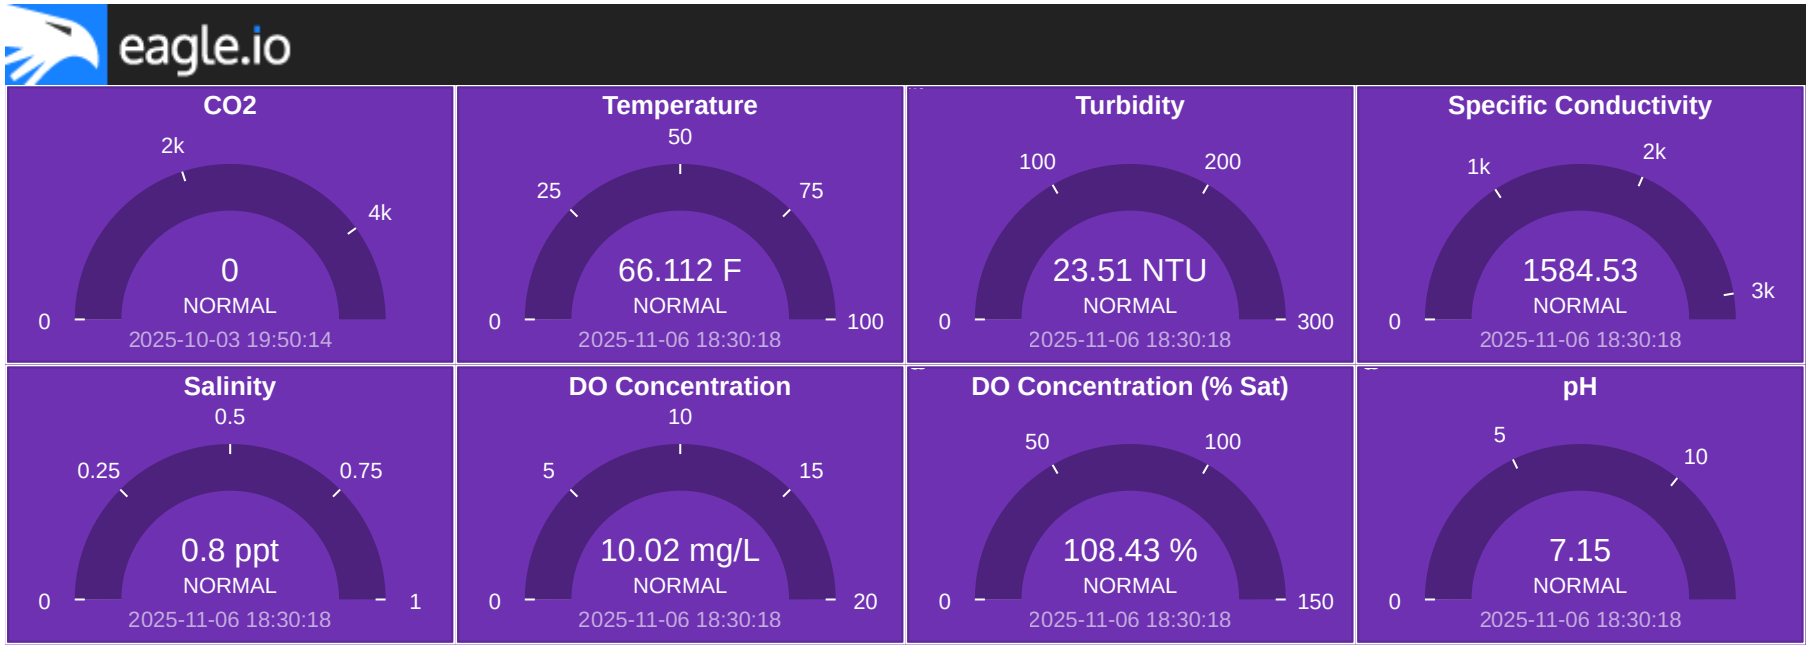 eagle.io
CO2
2k
4k
0
0
NORMAL
2025-10-03 19:50:14
Temperature
50
25
75
66.112 F
NORMAL
0
100
2025-11-06 18:30:18
Turbidity
100
200
23.51 NTU
NORMAL
0
300
2025-11-06 18:30:18
Specific Conductivity
2k
1k
1584.53
3k
NORMAL
0
2025-11-06 18:30:18
Salinity
0.5
0.25
0.75
0.8 ppt
NORMAL
0
1
2025-11-06 18:30:18
DO Concentration
10
5
15
10.02 mg/L
NORMAL
0
20
2025-11-06 18:30:18
DO Concentration (% Sat)
50
100
108.43 %
NORMAL
0
150
2025-11-06 18:30:18
pH
5
10
7.15
NORMAL
0
2025-11-06 18:30:18